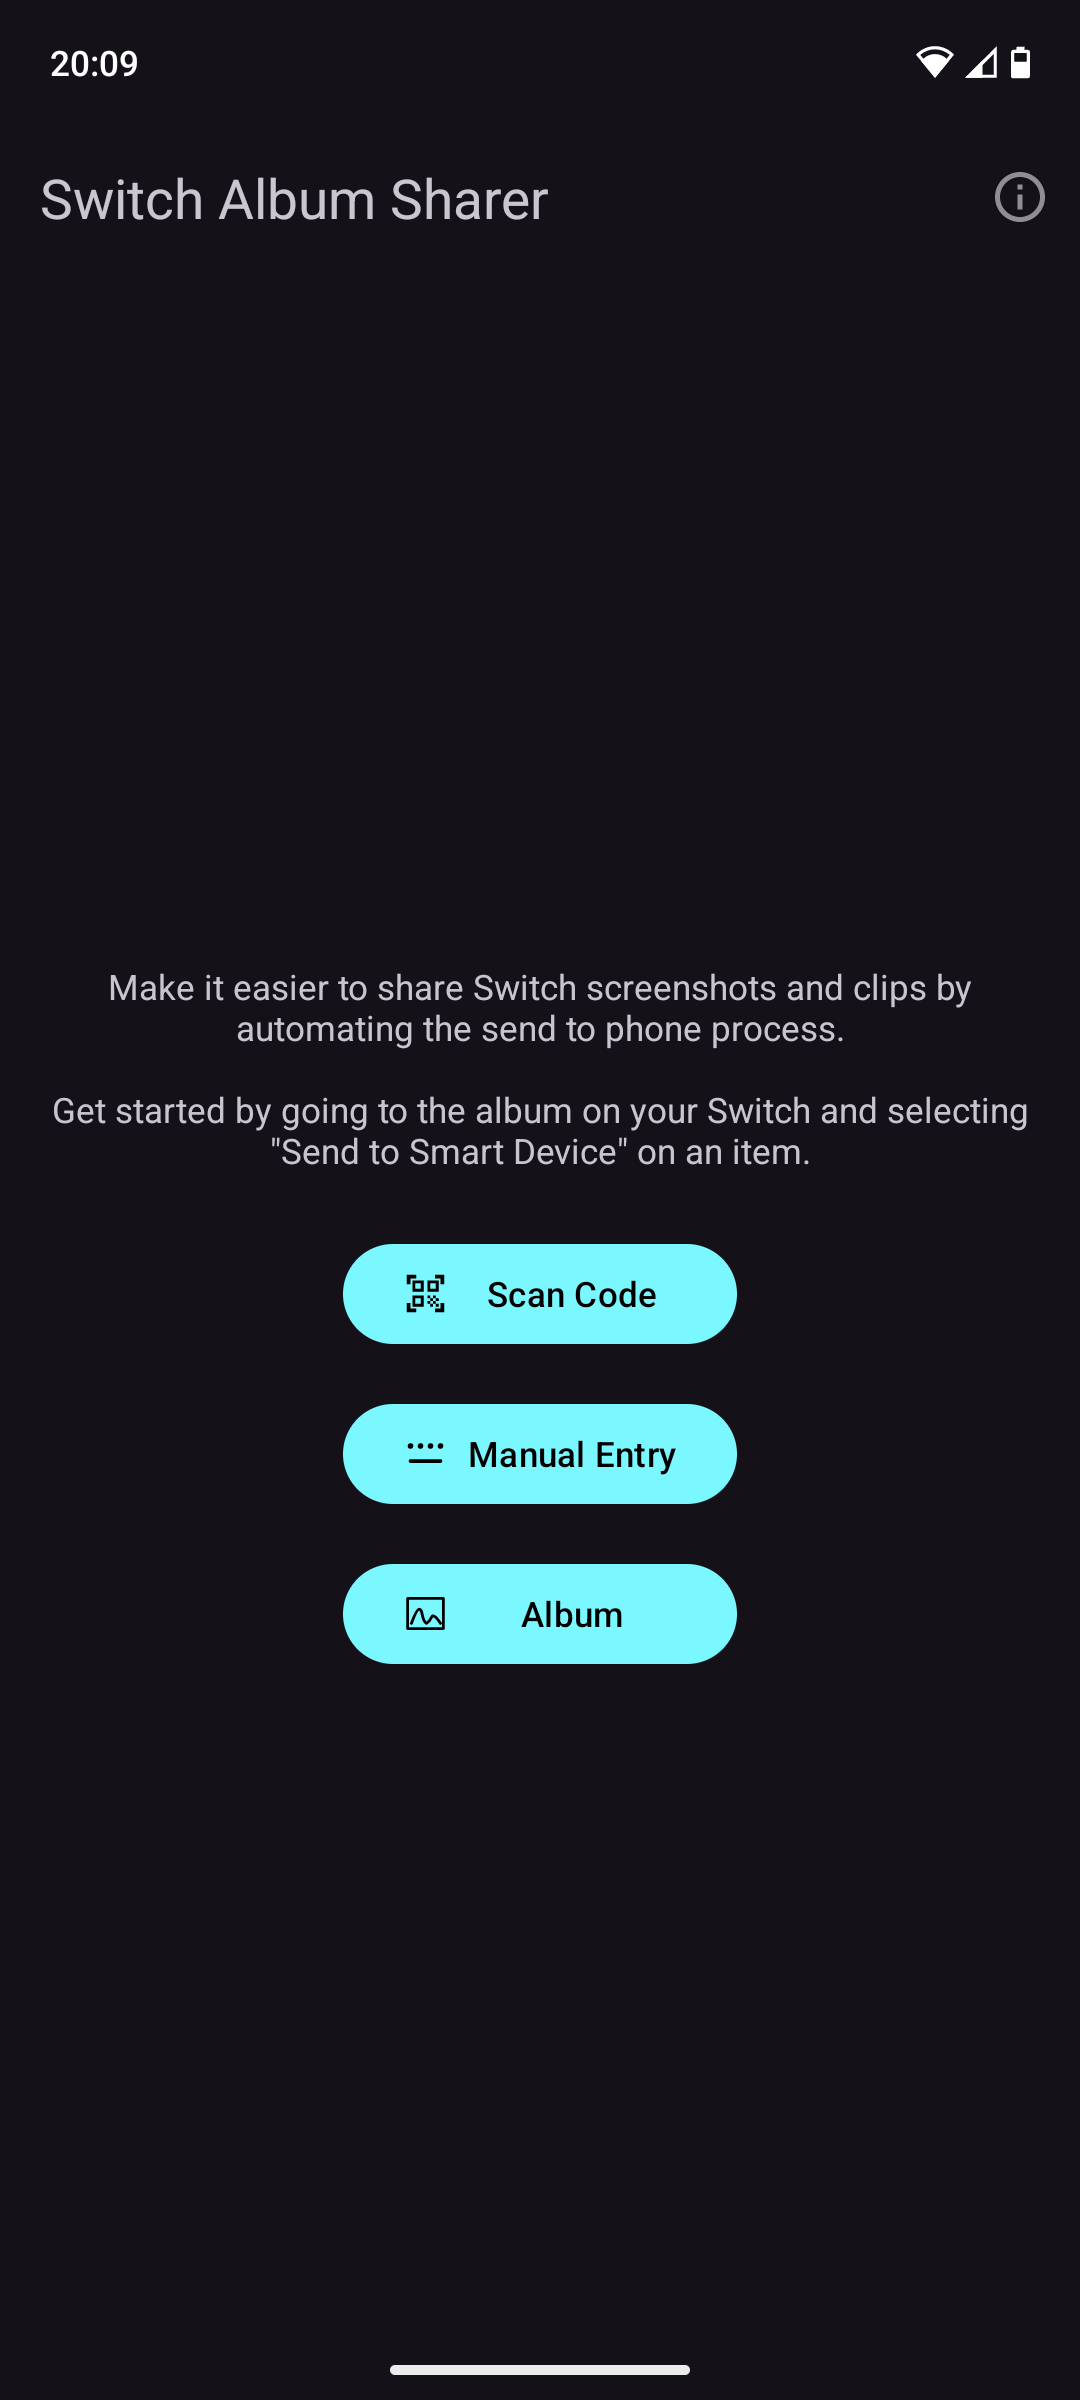 20:09
Switch Album Sharer
Make it easier to share Switch screenshots and clips by
automating the send to phone process.
Get started by going to the album on your Switch and selecting
"Send to Smart Device" on an item.
Scan Code
Manual Entry
Album